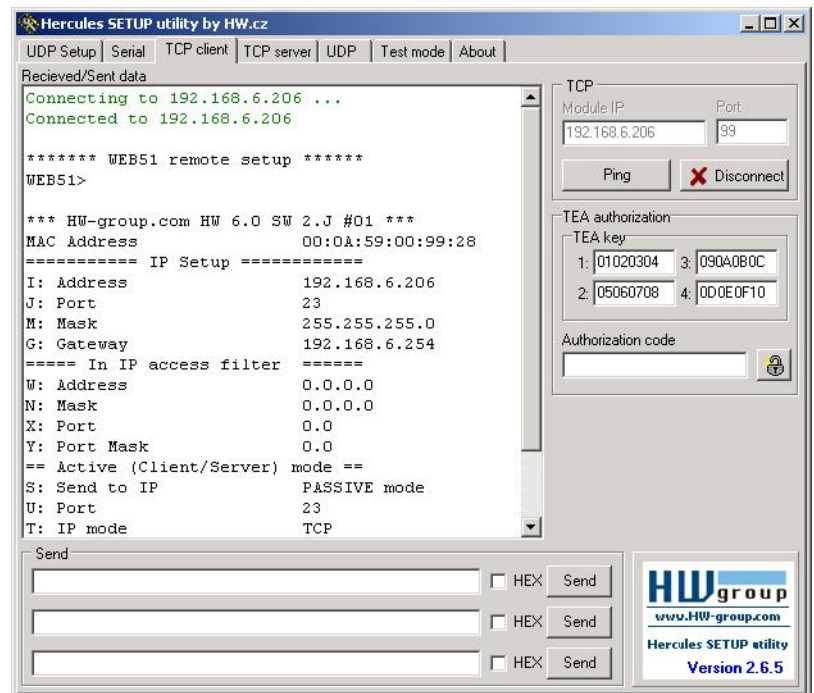 Hercules SETUP utility by HW.cz
UDP Setup Serial TCP client TCP server UDP Test mode About
Recieved/Sent data
Connecting to 192.168.6.206 ...
Connected to 192.168.6.206
******* WEB51 remote setup ******
WEB51>
*** HW-group.com HW 6.0 SW 2.J #01 ***
MAC Address 00:0A:59:00:99:28
=========== IP Setup ============
I: Address 192.168.6.206
J: Port 23
M: Mask 255.255.255.0
G: Gateway 192.168.6.254
===== In IP access filter ======
W: Address 0.0.0.0
N: Mask 0.0.0.0
X: Port 0.0
Y: Port Mask 0.0
== Active (Client/Server) mode ==
S: Send to IP PASSIVE mode
U: Port 23
T: IP mode TCP
TCP
Module IP Port
192.168.6.206 99
Ping Disconnect
TEA authorization
TEA key
1: 01020304 3: 090A0B0C
2: 05060708 4: 0D0E0F10
Authorization code
Send
HEX Send
HEX Send
HEX Send
HW group
www.HW-group.com
Hercules SETUP utility
Version 2.6.5